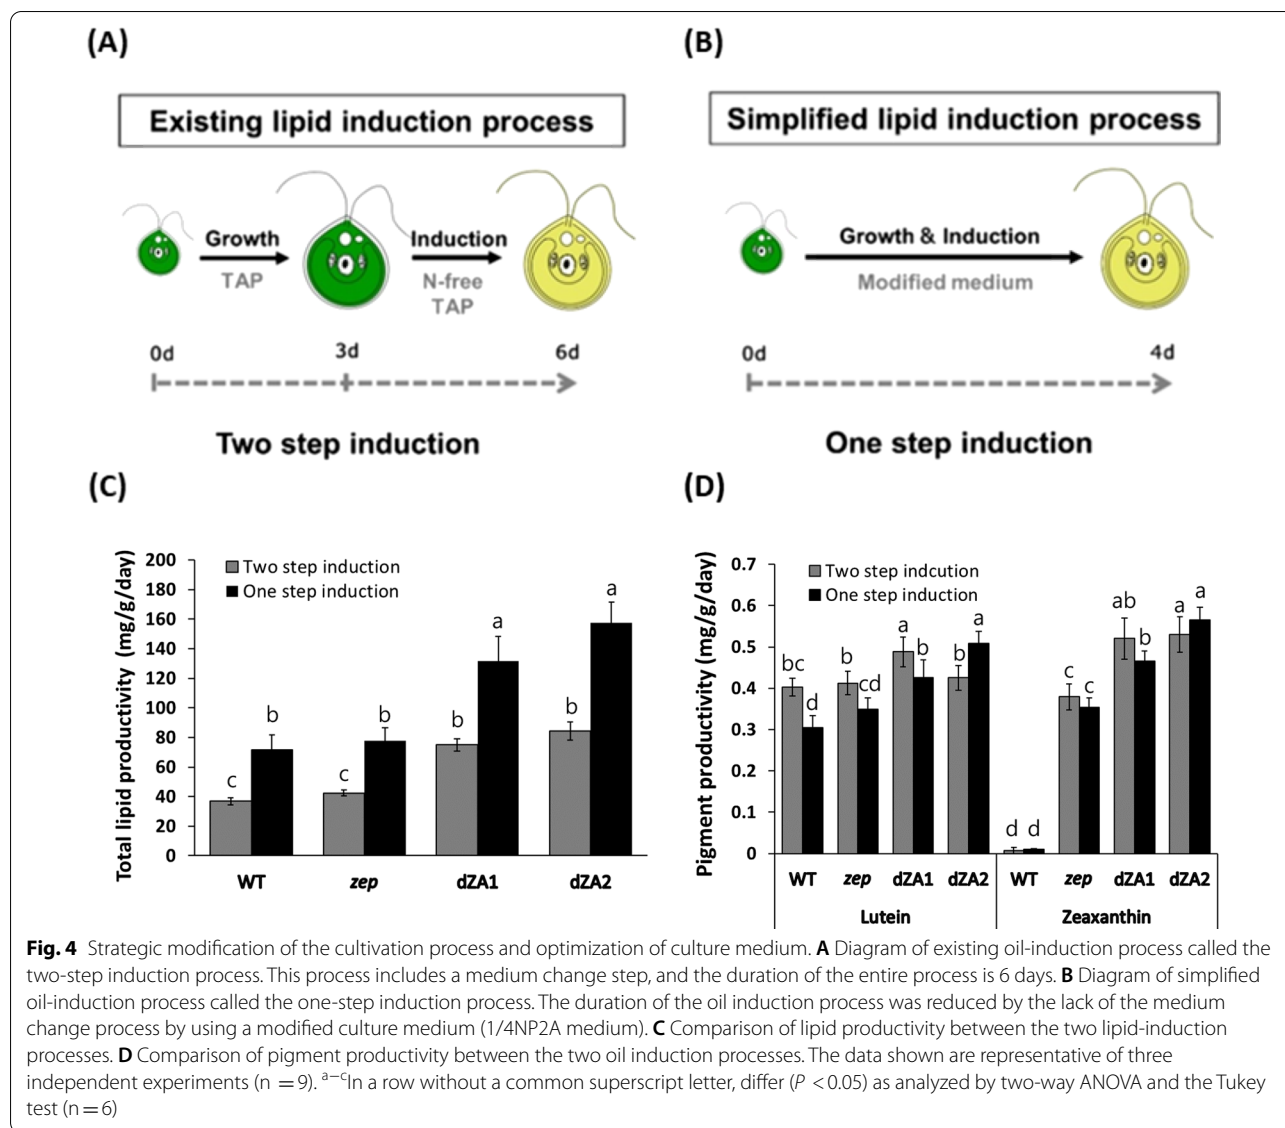 (A)
Existing lipid induction process
Growth
TAP
Induction
N-free
TAP
0d
3d
6d
Two step induction
(B)
Simplified lipid induction process
Growth & Induction
Modified medium
0d
4d
One step induction
(C)
Total lipid productivity (mg/g/day)
200
180
160
140
120
100
80
60
40
20
0
Two step induction
One step induction
c
b
c
b
b
a
b
a
WT
zep
dZA1
dZA2
(D)
Pigment productivity (mg/g/day)
0.7
0.6
0.5
0.4
0.3
0.2
0.1
0
Two step indcution
One step induction
bc
d
b
cd
a
b
b
a
d
d
c
c
ab
b
a
a
WT
zep
dZA1
dZA2
WT
zep
dZA1
dZA2
Lutein
Zeaxanthin
Fig. 4 Strategic modification of the cultivation process and optimization of culture medium. A Diagram of existing oil-induction process called the
two-step induction process. This process includes a medium change step, and the duration of the entire process is 6 days. B Diagram of simplified
oil-induction process called the one-step induction process. The duration of the oil induction process was reduced by the lack of the medium
change process by using a modified culture medium (1/4NP2A medium). C Comparison of lipid productivity between the two lipid-induction
processes. D Comparison of pigment productivity between the two oil induction processes. The data shown are representative of three
independent experiments (n = 9). a–cIn a row without a common superscript letter, differ (P < 0.05) as analyzed by two-way ANOVA and the Tukey
test (n = 6)